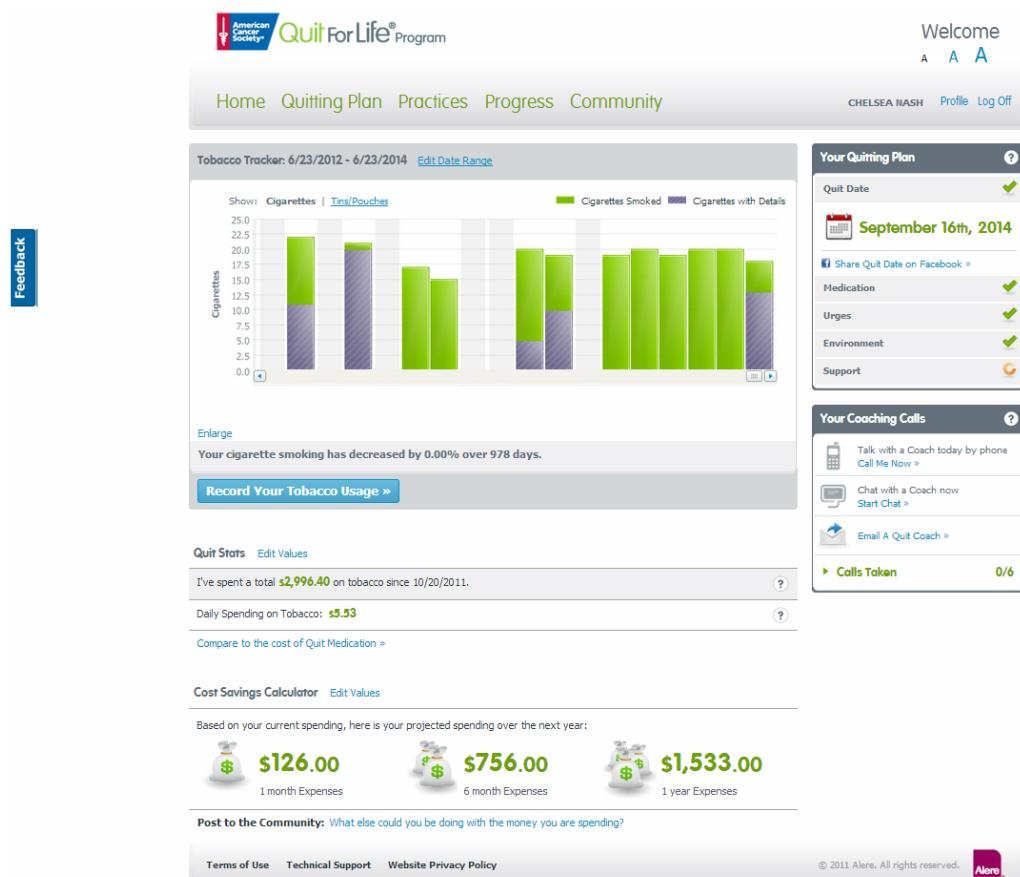 American Cancer Society® Quit For Life® Program
Welcome
A A A
Home Quitting Plan Practices Progress Community
CHELSEA NASH Profile Log Off
Tobacco Tracker: 6/23/2012 - 6/23/2014 Edit Date Range
Show: Cigarettes | Tins/Pouches
Cigarettes Smoked Cigarettes with Details
25.0
22.5
20.0
17.5
15.0
12.5
10.0
7.5
5.0
2.5
0.0
Cigarettes
Enlarge
Your cigarette smoking has decreased by 0.00% over 978 days.
Record Your Tobacco Usage »
Feedback
Your Quitting Plan ?
Quit Date
September 16th, 2014
f Share Quit Date on Facebook »
Medication
Urges
Environment
Support
Your Coaching Calls ?
Talk with a Coach today by phone
Call Me Now »
Chat with a Coach now
Start Chat »
Email A Quit Coach »
Calls Taken 0/6
Quit Stats Edit Values
I've spent a total $2,996.40 on tobacco since 10/20/2011. ?
Daily Spending on Tobacco: $5.53 ?
Compare to the cost of Quit Medication »
Cost Savings Calculator Edit Values
Based on your current spending, here is your projected spending over the next year:
$126.00
1 month Expenses
$756.00
6 month Expenses
$1,533.00
1 year Expenses
Post to the Community: What else could you be doing with the money you are spending?
Terms of Use Technical Support Website Privacy Policy
© 2011 Alere. All rights reserved. Alere